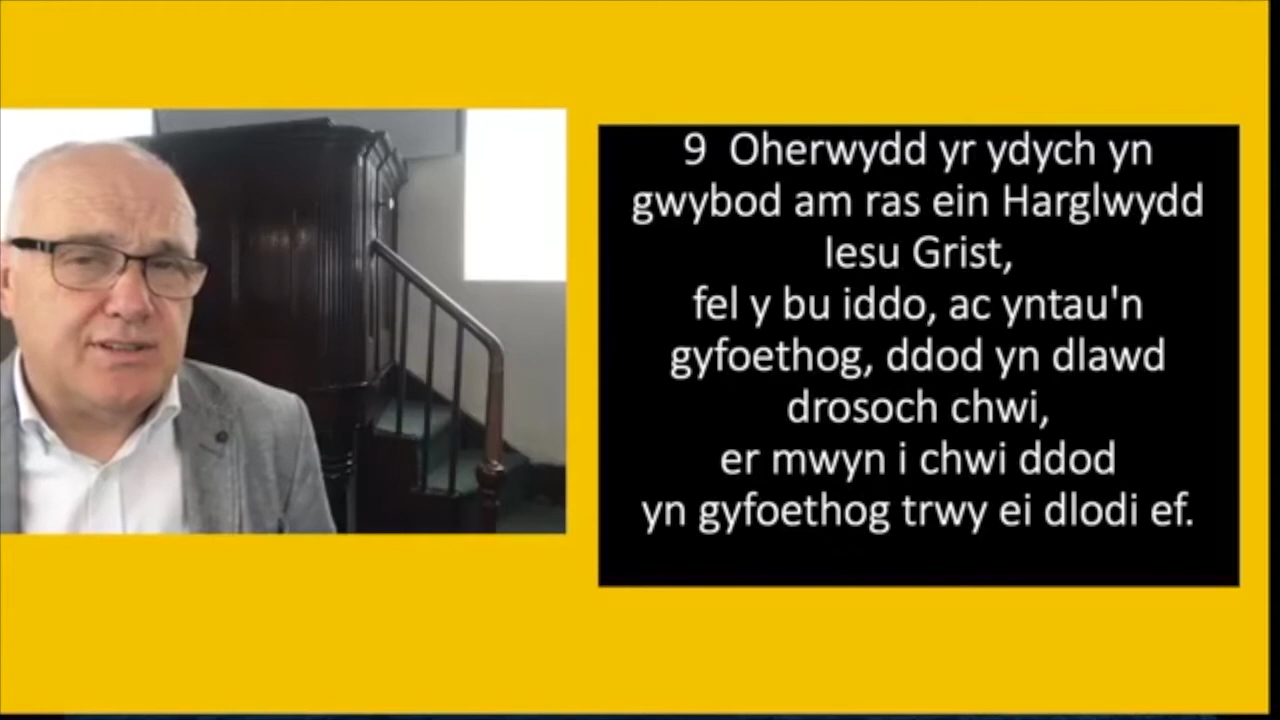 9  Oherwydd yr ydych yn
gwybod am ras ein Harglwydd
Iesu Grist,
fel y bu iddo, ac yntau'n
gyfoethog, ddod yn dlawd
drosoch chwi,
er mwyn i chwi ddod
yn gyfoethog trwy ei dlodi ef.